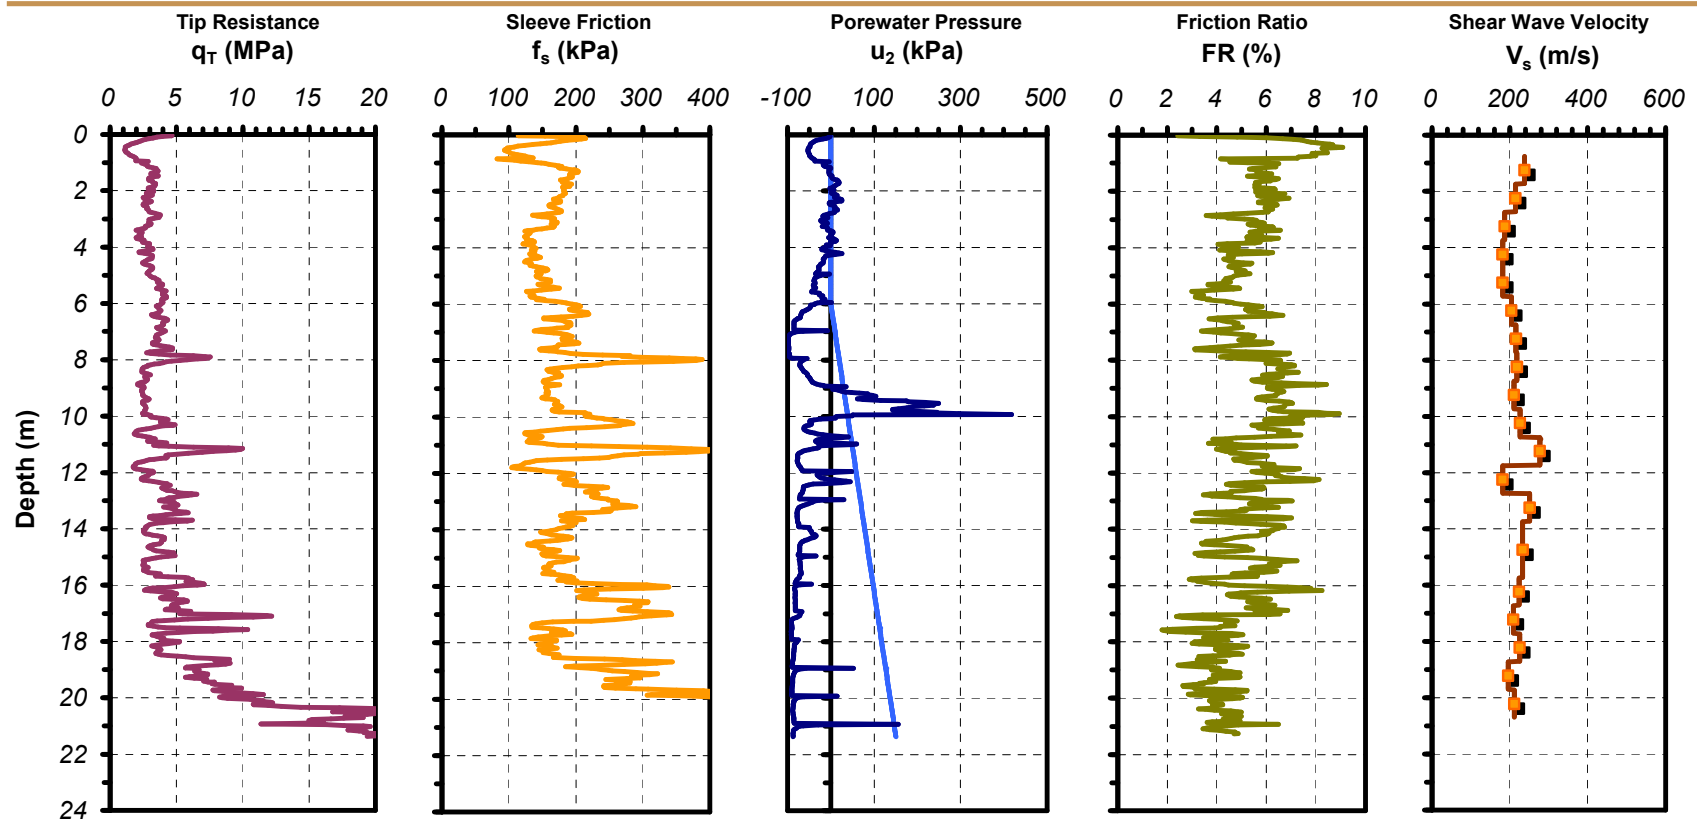 Tip Resistance
qT (MPa)
0 5 10 15 20
Sleeve Friction
fs (kPa)
0 100 200 300 400
Porewater Pressure
u2 (kPa)
-100 100 300 500
Friction Ratio
FR (%)
0 2 4 6 8 10
Shear Wave Velocity
Vs (m/s)
0 200 400 600
Depth (m)
0
2
4
6
8
10
12
14
16
18
20
22
24